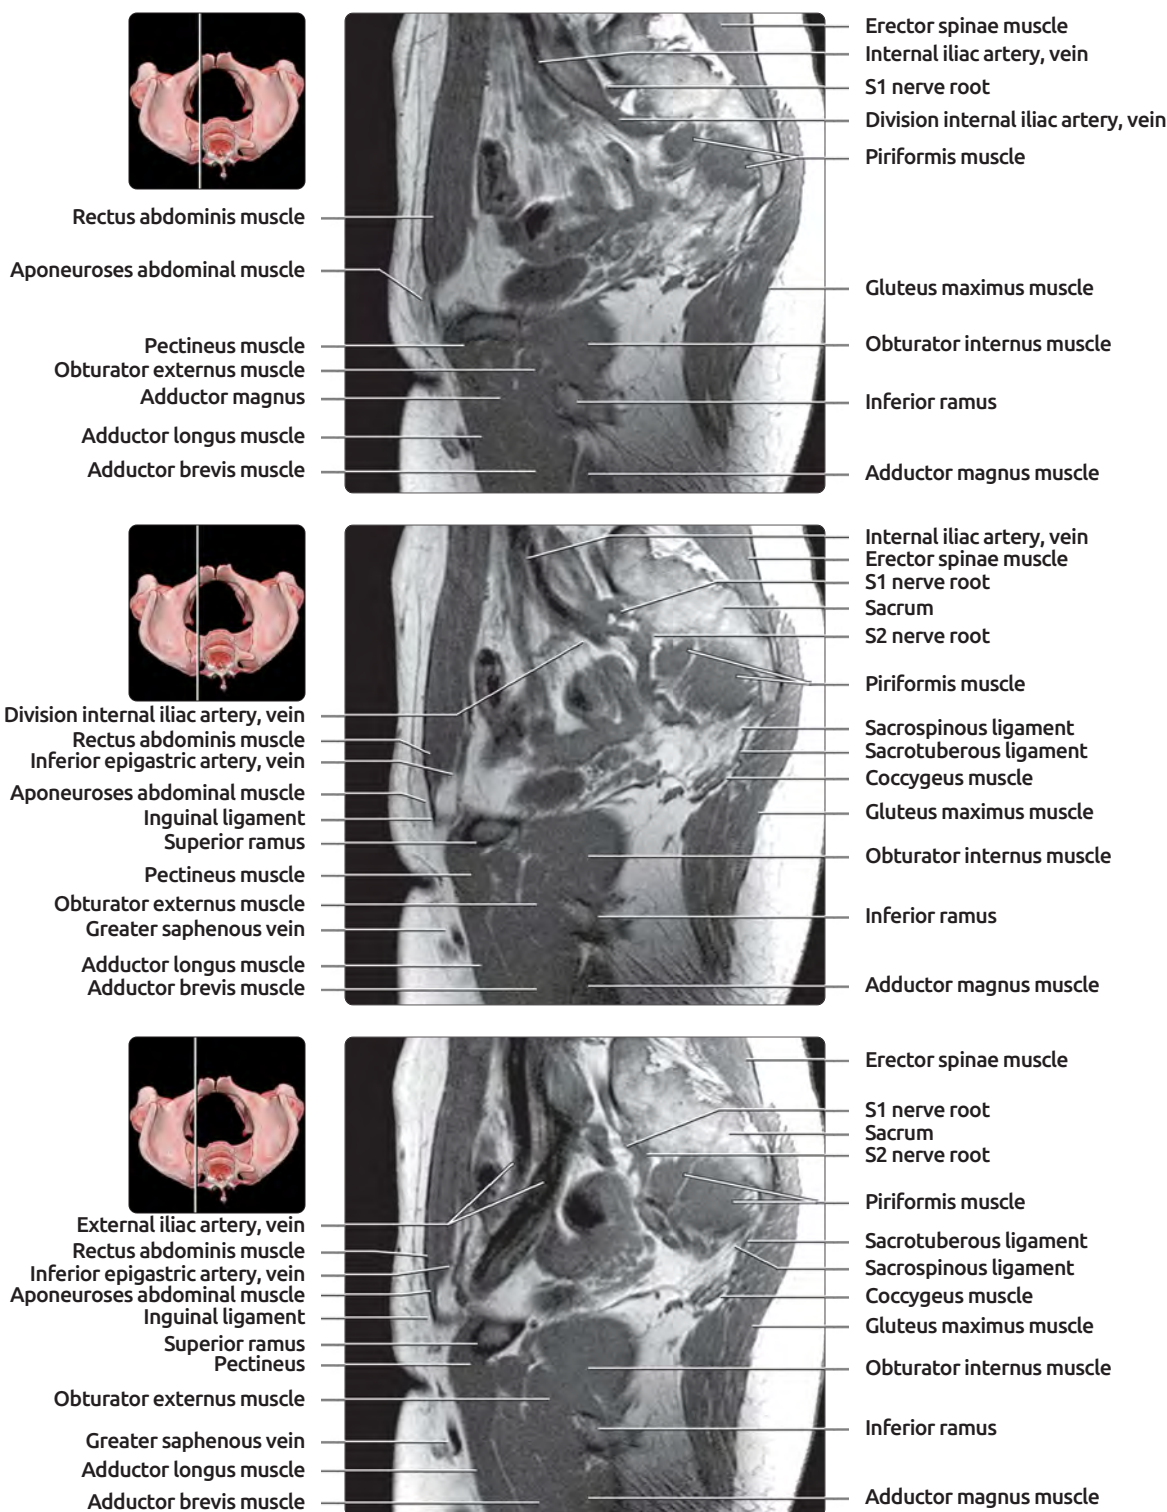 Erector spinae muscle
Internal iliac artery, vein
S1 nerve root
Division internal iliac artery, vein
Piriformis muscle
Rectus abdominis muscle
Aponeuroses abdominal muscle
Gluteus maximus muscle
Pectineus muscle
Obturator internus muscle
Obturator externus muscle
Adductor magnus
Inferior ramus
Adductor longus muscle
Adductor brevis muscle
Adductor magnus muscle
Internal iliac artery, vein
Erector spinae muscle
S1 nerve root
Sacrum
S2 nerve root
Piriformis muscle
Division internal iliac artery, vein
Rectus abdominis muscle
Inferior epigastric artery, vein
Aponeuroses abdominal muscle
Inguinal ligament
Superior ramus
Pectineus muscle
Obturator externus muscle
Greater saphenous vein
Adductor longus muscle
Adductor brevis muscle
Sacrospinous ligament
Sacrotuberous ligament
Coccygeus muscle
Gluteus maximus muscle
Obturator internus muscle
Inferior ramus
Adductor magnus muscle
Erector spinae muscle
S1 nerve root
Sacrum
S2 nerve root
Piriformis muscle
External iliac artery, vein
Rectus abdominis muscle
Inferior epigastric artery, vein
Aponeuroses abdominal muscle
Inguinal ligament
Superior ramus
Pectineus
Obturator externus muscle
Greater saphenous vein
Adductor longus muscle
Adductor brevis muscle
Sacrotuberous ligament
Sacrospinous ligament
Coccygeus muscle
Gluteus maximus muscle
Obturator internus muscle
Inferior ramus
Adductor magnus muscle